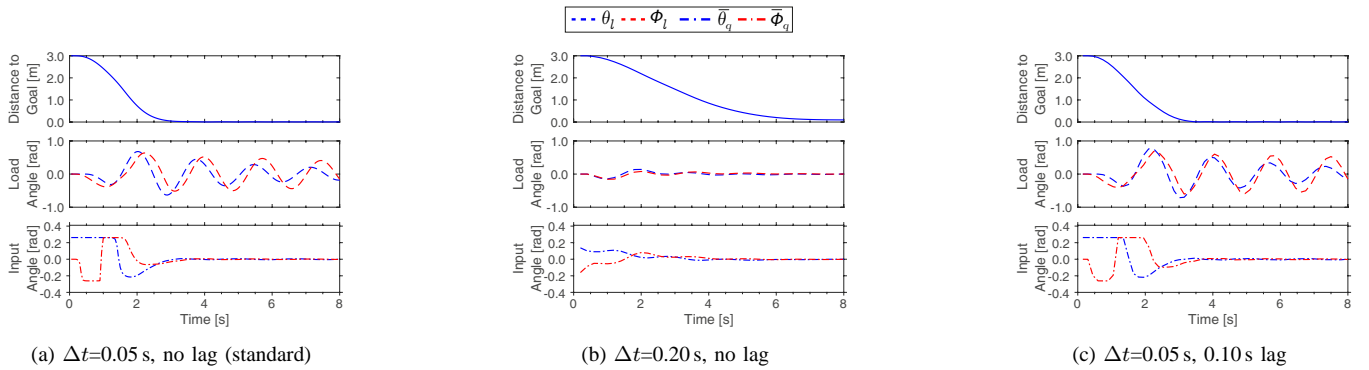 θ_l ϕ_l θ̅_q ϕ̅_q
Distance to
Goal [m]
3.0
2.0
1.0
0.0
Load
Angle [rad]
1.0
0.0
-1.0
Input
Angle [rad]
0.4
0.2
0.0
-0.2
-0.4
0 2 4 6 8
Time [s]
(a) Δt=0.05 s, no lag (standard)
Distance to
Goal [m]
3.0
2.0
1.0
0.0
Load
Angle [rad]
1.0
0.0
-1.0
Input
Angle [rad]
0.4
0.2
0.0
-0.2
-0.4
0 2 4 6 8
Time [s]
(b) Δt=0.20 s, no lag
Distance to
Goal [m]
3.0
2.0
1.0
0.0
Load
Angle [rad]
1.0
0.0
-1.0
Input
Angle [rad]
0.4
0.2
0.0
-0.2
-0.4
0 2 4 6 8
Time [s]
(c) Δt=0.05 s, 0.10 s lag